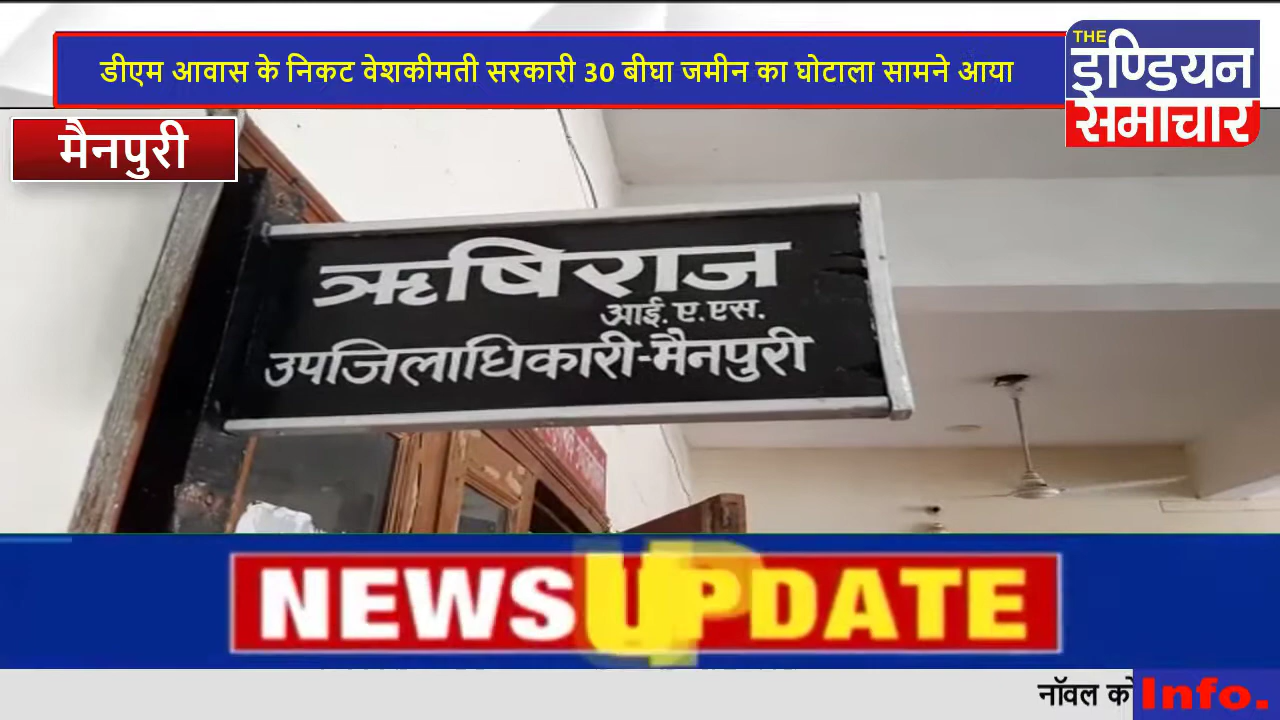 डीएम आवास के निकट वेशकीमती सरकारी 30 बीघा जमीन का घोटाला सामने आया
THE
इण्डियन
समाचार
मैनपुरी
ऋषिराज
आई.ए.एस.
उपजिलाधिकारी-मैनपुरी
NEWS UPDATE
नॉवल को
Info.